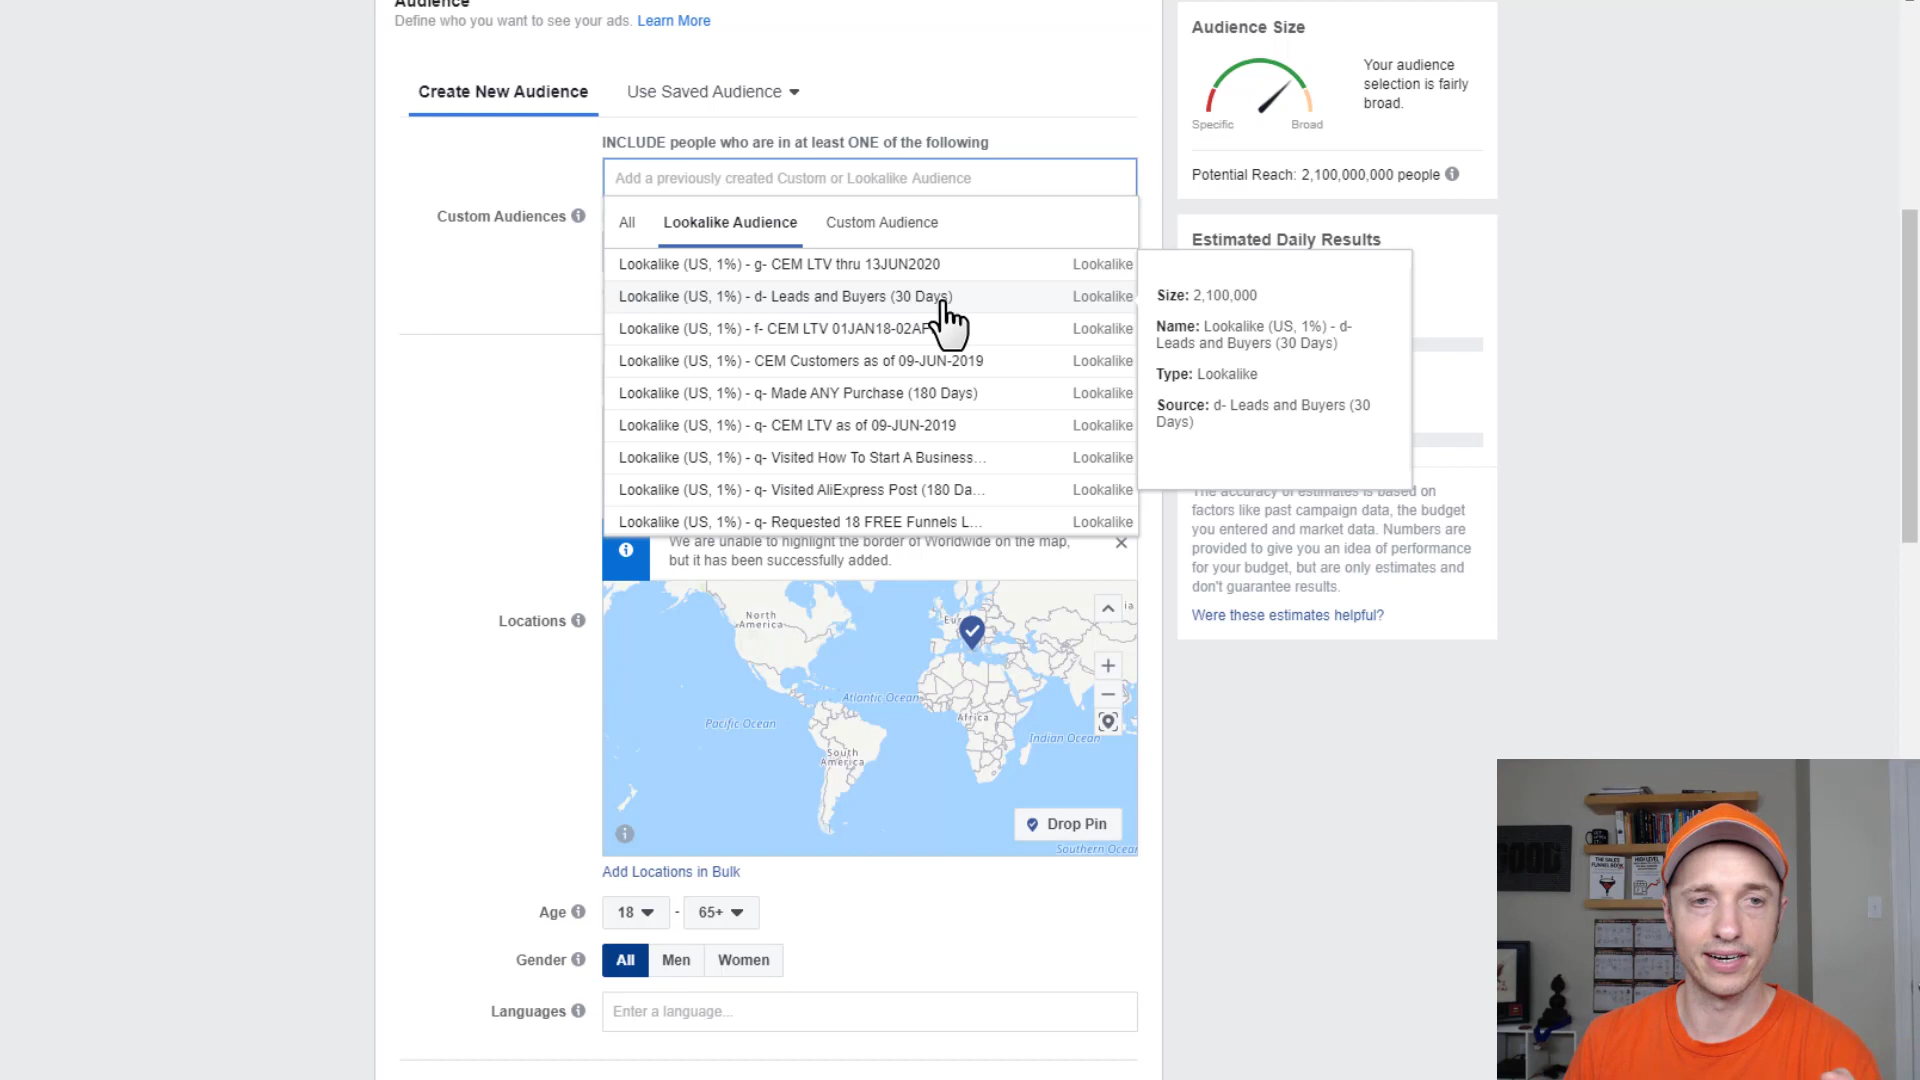 Audience
Define who you want to see your ads. Learn More
Create New Audience
Use Saved Audience
INCLUDE people who are in at least ONE of the following
Add a previously created Custom or Lookalike Audience
Custom Audiences
All
Lookalike Audience
Custom Audience
Lookalike (US, 1%) - g- CEM LTV thru 13JUN2020
Lookalike
Lookalike (US, 1%) - d- Leads and Buyers (30 Days)
Lookalike
Lookalike (US, 1%) - f- CEM LTV 01JAN18-02AP
Lookalike
Lookalike (US, 1%) - CEM Customers as of 09-JUN-2019
Lookalike
Lookalike (US, 1%) - q- Made ANY Purchase (180 Days)
Lookalike
Lookalike (US, 1%) - q- CEM LTV as of 09-JUN-2019
Lookalike
Lookalike (US, 1%) - q- Visited How To Start A Business...
Lookalike
Lookalike (US, 1%) - q- Visited AliExpress Post (180 Da...
Lookalike
Lookalike (US, 1%) - q- Requested 18 FREE Funnels L...
Lookalike
We are unable to highlight the border of Worldwide on the map,
but it has been successfully added.
Locations
North
America
Eur
ia
Atlantic Ocean
Pacific Ocean
Africa
Indian Ocean
South
America
Southern Ocean
Drop Pin
Add Locations in Bulk
Age
18
-
65+
Gender
All
Men
Women
Languages
Enter a language...
Audience Size
Your audience
selection is fairly
broad.
Specific
Broad
Potential Reach: 2,100,000,000 people
Estimated Daily Results
Size: 2,100,000
Name: Lookalike (US, 1%) - d-
Leads and Buyers (30 Days)
Type: Lookalike
Source: d- Leads and Buyers (30
Days)
The accuracy of estimates is based on
factors like past campaign data, the budget
you entered and market data. Numbers are
provided to give you an idea of performance
for your budget, but are only estimates and
don't guarantee results.
Were these estimates helpful?
GOOD